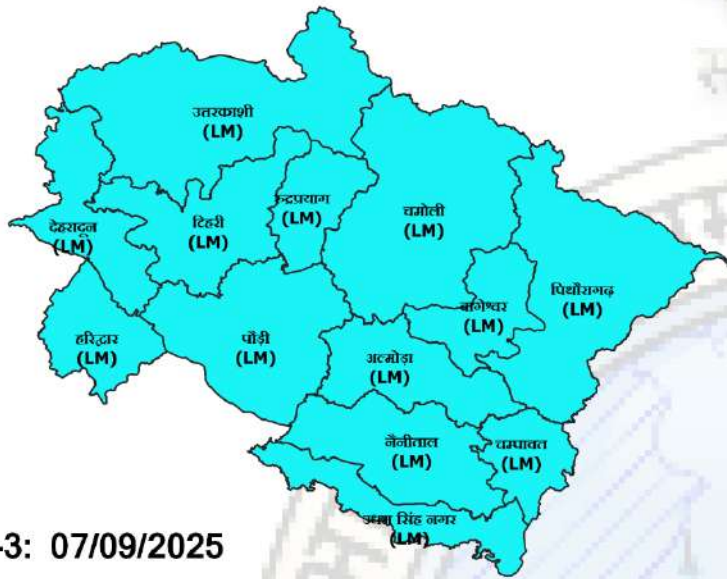 उत्तरकाशी
(LM)
देहरादून
(LM)
टिहरी
(LM)
रुद्रप्रयाग
(LM)
चमोली
(LM)
हरिद्वार
(LM)
पौड़ी
(LM)
बागेश्वर
(LM)
पिथौरागढ़
(LM)
अल्मोड़ा
(LM)
नैनीताल
(LM)
चम्पावत
(LM)
सिंह नगर
(LM)
-3: 07/09/2025